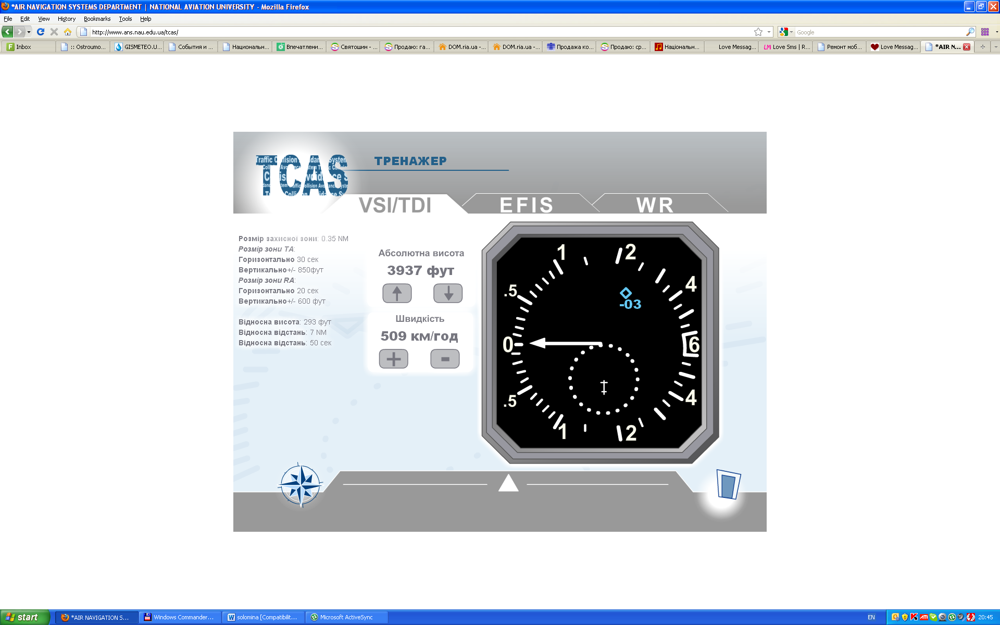 *AIR NAVIGATION SYSTEMS DEPARTMENT | NATIONAL AVIATION UNIVERSITY - Mozilla Firefox
File Edit View History Bookmarks Tools Help
http://www.ans.nau.edu.ua/tcas/
Google
Inbox
:: Ostroumo...
GISMETEO.U...
События и ...
Национальн...
Впечатлени...
Святошин - ...
Продаю: га...
DOM.ria.ua -...
DOM.ria.ua -...
Продажа ко...
Продаю: ср...
Національн...
Love Messag...
LM Love Sms | R...
Ремонт моб...
Love Messag...
*AIR N...
TCAS
ТРЕНАЖЕР
VSI/TDI
EFIS
WR
Розмір захисної зони: 0.35 NM
Розмір зони TA:
Горизонтально 30 сек
Вертикально+/- 850фут
Розмір зони RA:
Горизонтально 20 сек
Вертикально+/- 600 фут
Відносна висота: 293 фут
Відносна відстань: 7 NM
Відносна відстань: 50 сек
Абсолютна висота
3937 фут
Швидкість
509 км/год
+ -
1 2
.5 4
-03
0 6
.5 4
1 2
start
*AIR NAVIGATION S...
Windows Commander...
solomina [Compatibilit...
Microsoft ActiveSync
EN
20:45